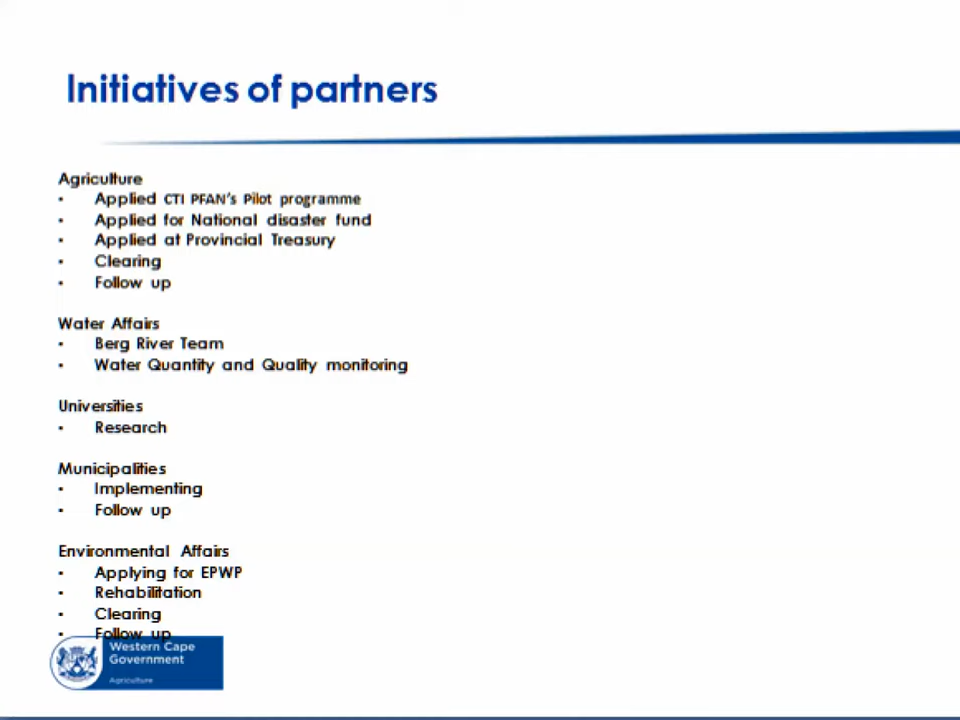 Initiatives of partners
Agriculture
▪ Applied CTI PFAN's Pilot programme
▪ Applied for National disaster fund
▪ Applied at Provincial Treasury
▪ Clearing
▪ Follow up
Water Affairs
▪ Berg River Team
▪ Water Quantity and Quality monitoring
Universities
▪ Research
Municipalities
▪ Implementing
▪ Follow up
Environmental Affairs
▪ Applying for EPWP
▪ Rehabilitation
▪ Clearing
▪ Follow up
Western Cape
Government
Agriculture